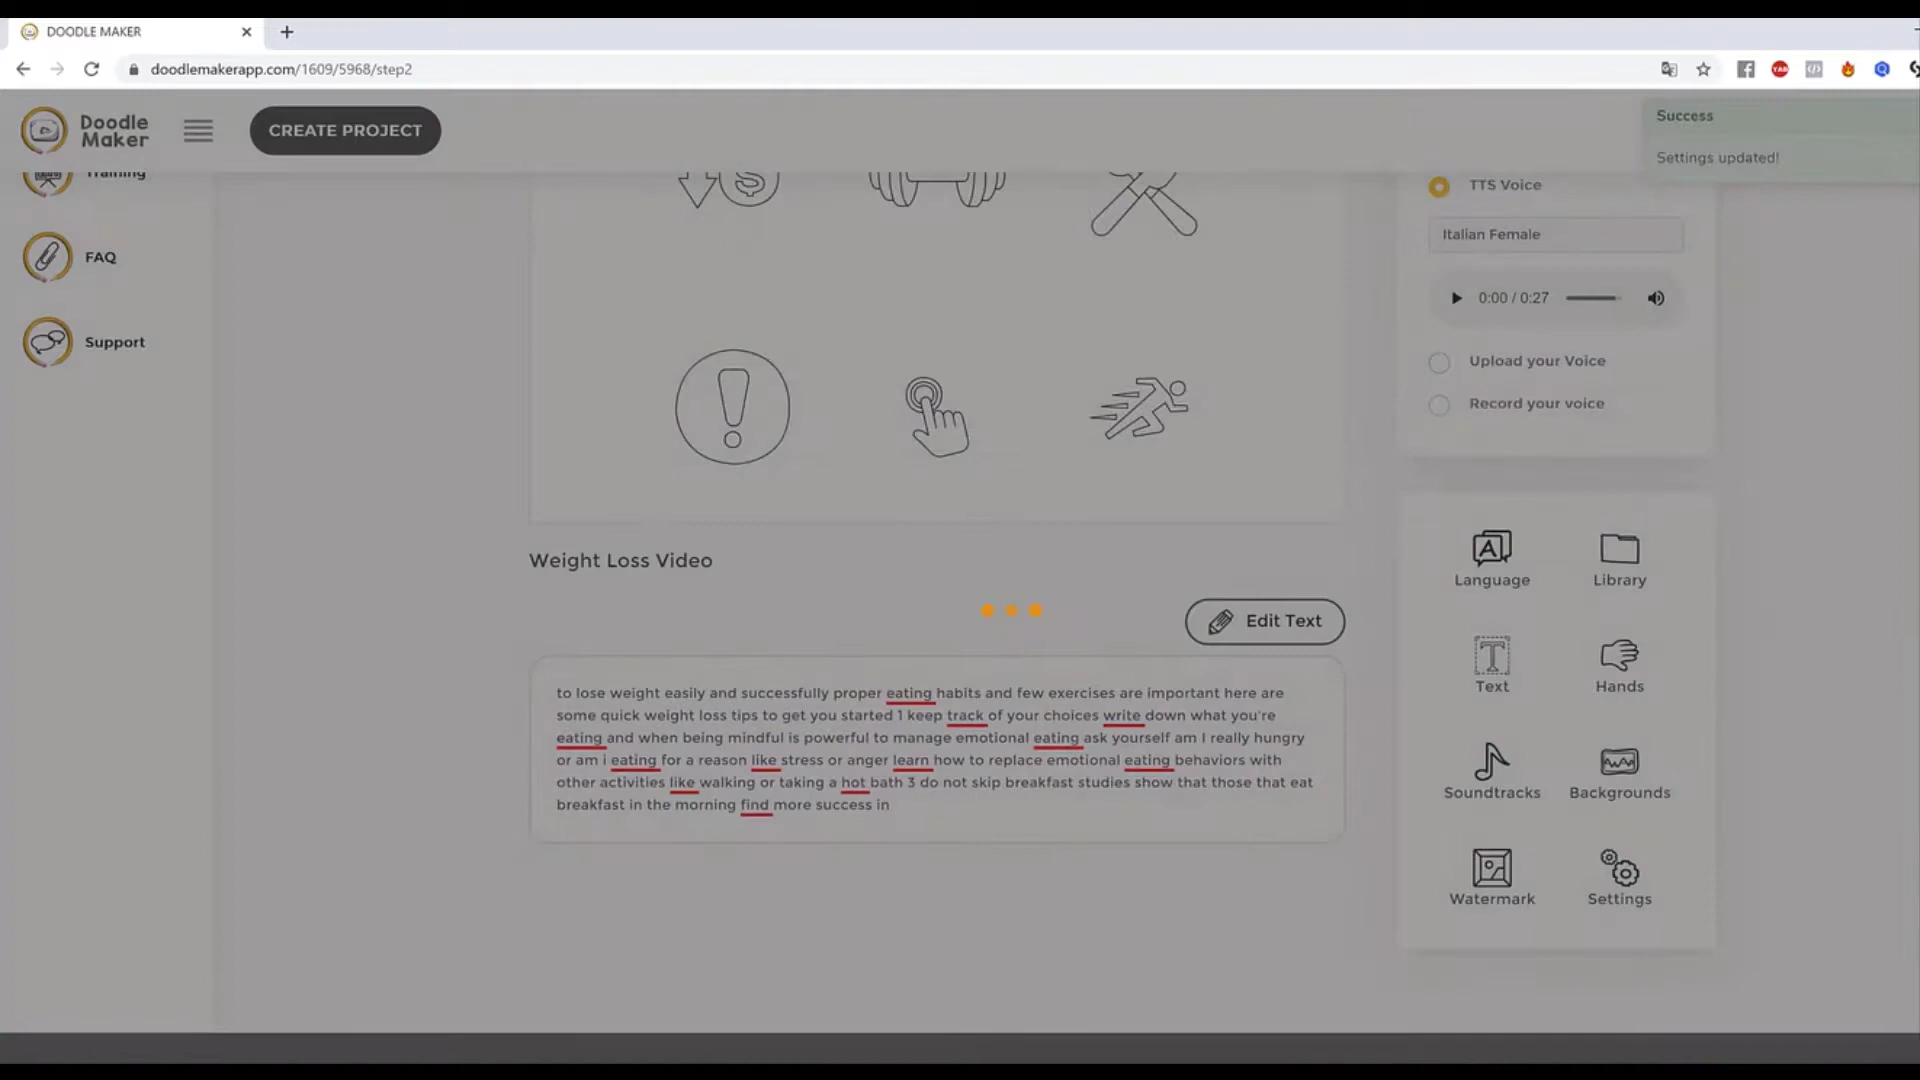 DOODLE MAKER
doodlemakerapp.com/1609/5968/step2
YAB
Doodle
Maker
CREATE PROJECT
Success
Settings updated!
Training
FAQ
Support
TTS Voice
Italian Female
0:00 / 0:27
Upload your Voice
Record your voice
Weight Loss Video
Edit Text
to lose weight easily and successfully proper eating habits and few exercises are important here are
some quick weight loss tips to get you started 1 keep track of your choices write down what you're
eating and when being mindful is powerful to manage emotional eating ask yourself am I really hungry
or am i eating for a reason like stress or anger learn how to replace emotional eating behaviors with
other activities like walking or taking a hot bath 3 do not skip breakfast studies show that those that eat
breakfast in the morning find more success in
Language
Library
Text
Hands
Soundtracks
Backgrounds
Watermark
Settings